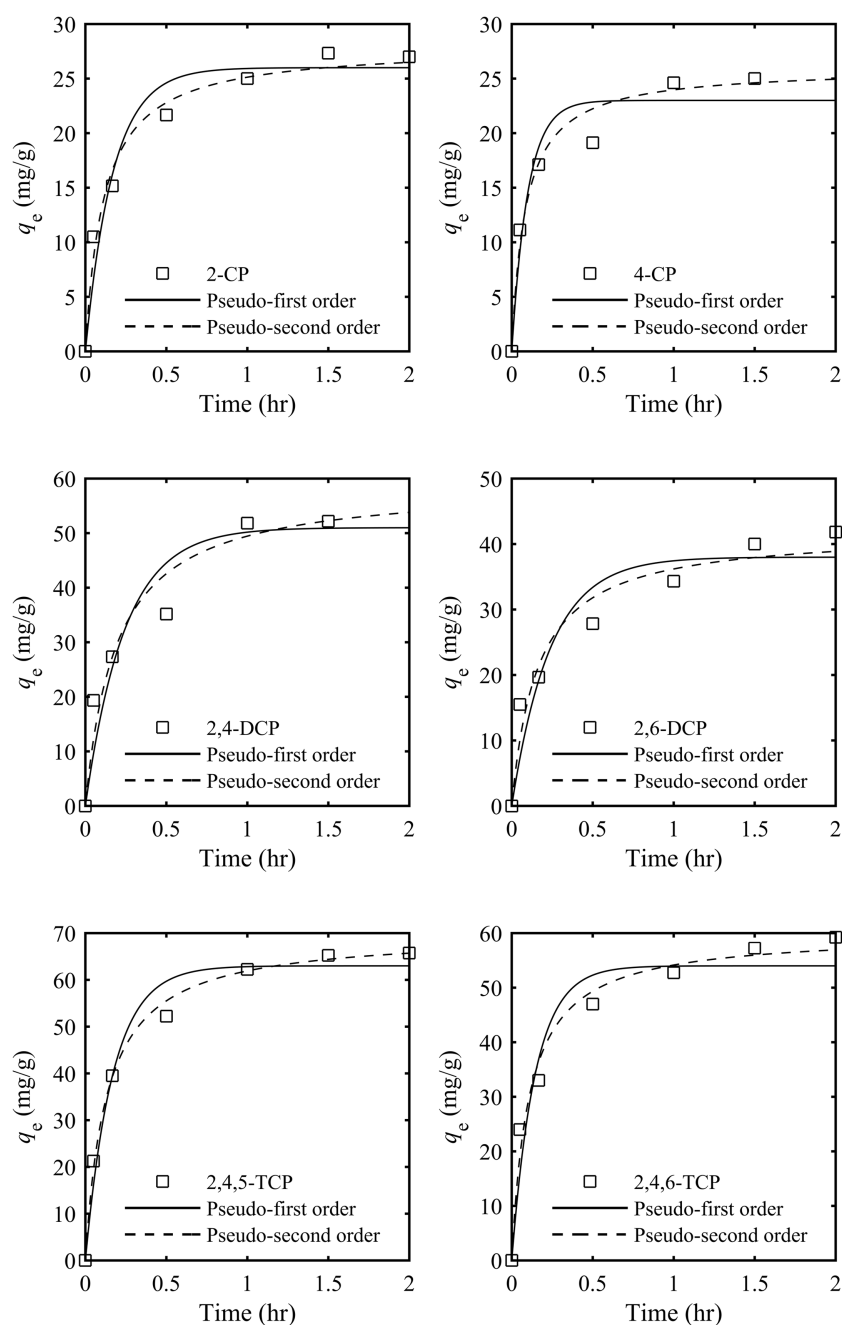 30
25
20
15
10
5
0
q_e (mg/g)
2-CP
Pseudo-first order
Pseudo-second order
0 0.5 1 1.5 2
Time (hr)
30
25
20
15
10
5
0
q_e (mg/g)
4-CP
Pseudo-first order
Pseudo-second order
0 0.5 1 1.5 2
Time (hr)
60
50
40
30
20
10
0
q_e (mg/g)
2,4-DCP
Pseudo-first order
Pseudo-second order
0 0.5 1 1.5 2
Time (hr)
50
40
30
20
10
0
q_e (mg/g)
2,6-DCP
Pseudo-first order
Pseudo-second order
0 0.5 1 1.5 2
Time (hr)
70
60
50
40
30
20
10
0
q_e (mg/g)
2,4,5-TCP
Pseudo-first order
Pseudo-second order
0 0.5 1 1.5 2
Time (hr)
60
50
40
30
20
10
0
q_e (mg/g)
2,4,6-TCP
Pseudo-first order
Pseudo-second order
0 0.5 1 1.5 2
Time (hr)